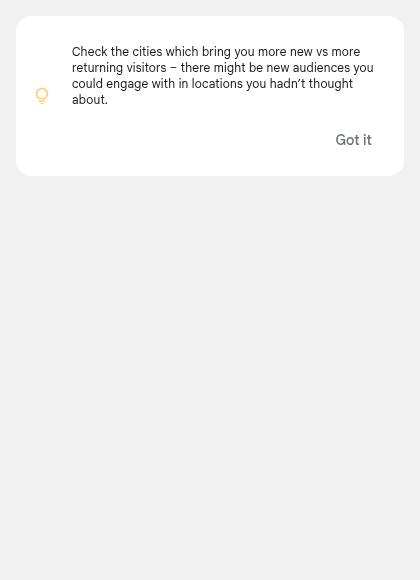 Check the cities which bring you more new vs more
returning visitors – there might be new audiences you
could engage with in locations you hadn’t thought
about.
Got it